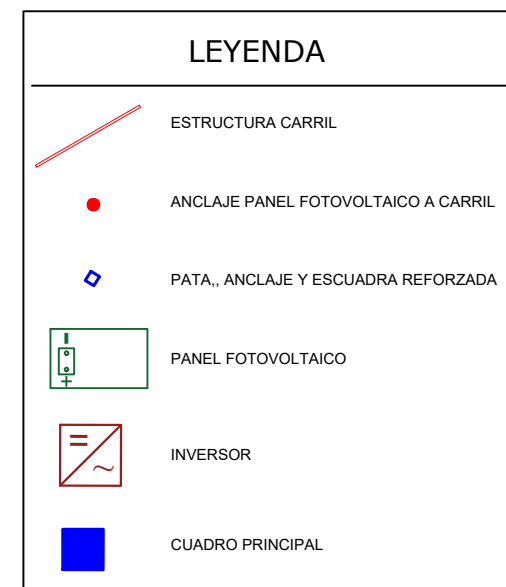 LEYENDA
ESTRUCTURA CARRIL
ANCLAJE PANEL FOTOVOLTAICO A CARRIL
PATA,, ANCLAJE Y ESCUADRA REFORZADA
PANEL FOTOVOLTAICO
INVERSOR
CUADRO PRINCIPAL